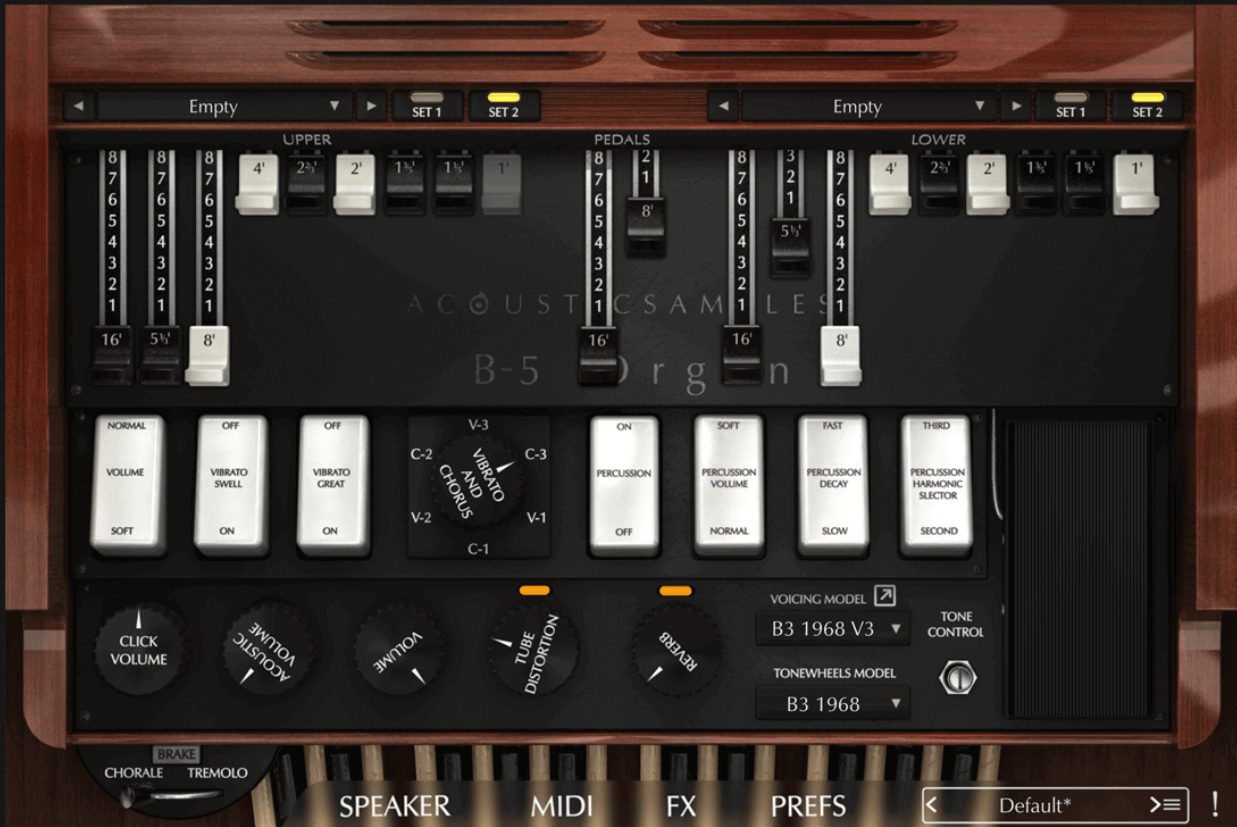 Empty
SET 1
SET 2
Empty
SET 1
SET 2
UPPER
PEDALS
LOWER
8 8 8 4' 2⅔' 2' 1⅗' 1⅓' 1' 8 2 8 3 8 4' 2⅔' 2' 1⅗' 1⅓' 1'
7 7 7 7 1 7 2 7
6 6 6 6 8' 6 1 6
5 5 5 5 5 5⅓' 5
4 4 4 4 4 4
3 3 3 3 3 3
2 2 2 2 2 2
1 1 1 1 1 1
16' 5⅓' 8' 16' 16' 8'
ACOUSTICSAMPLES
B-5 Organ
NORMAL
VOLUME
SOFT
OFF
VIBRATO
SWELL
ON
OFF
VIBRATO
GREAT
ON
V-3
C-2
C-3
V-2
V-1
C-1
VIBRATO
AND
CHORUS
ON
PERCUSSION
OFF
SOFT
PERCUSSION
VOLUME
NORMAL
FAST
PERCUSSION
DECAY
SLOW
THIRD
PERCUSSION
HARMONIC
SLECTOR
SECOND
CLICK
VOLUME
ACOUSTIC
VOLUME
VOLUME
TUBE
DISTORTION
REVERB
VOICING MODEL
B3 1968 V3
TONEWHEELS MODEL
B3 1968
TONE
CONTROL
BRAKE
CHORALE TREMOLO
SPEAKER MIDI FX PREFS
Default*
!